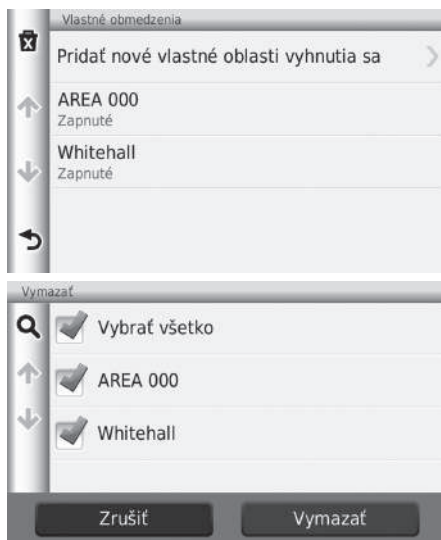 Vlastné obmedzenia
Pridať nové vlastné oblasti vyhnutia sa
AREA 000
Zapnuté
Whitehall
Zapnuté
Vymazať
Vybrať všetko
AREA 000
Whitehall
Zrušiť
Vymazať